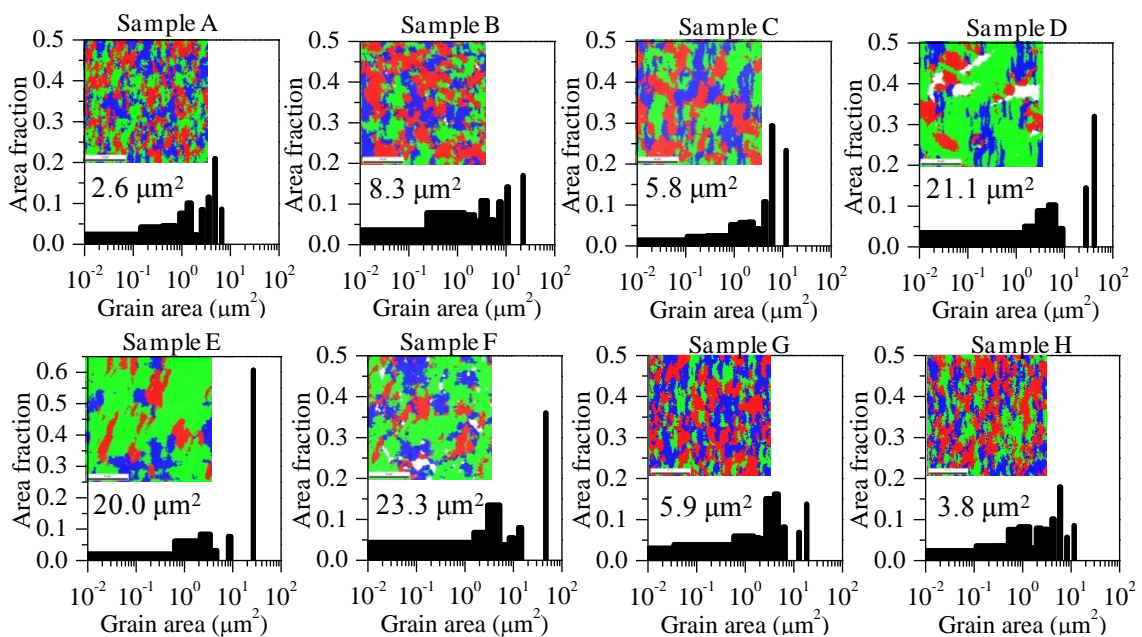 Sample A
0.5
0.4
0.3
0.2
0.1
0.0
Area fraction
2.6 μm²
10⁻² 10⁻¹ 10⁰ 10¹ 10²
Grain area (μm²)
Sample B
0.5
0.4
0.3
0.2
0.1
0.0
Area fraction
8.3 μm²
10⁻² 10⁻¹ 10⁰ 10¹ 10²
Grain area (μm²)
Sample C
0.5
0.4
0.3
0.2
0.1
0.0
Area fraction
5.8 μm²
10⁻² 10⁻¹ 10⁰ 10¹ 10²
Grain area (μm²)
Sample D
0.5
0.4
0.3
0.2
0.1
0.0
Area fraction
21.1 μm²
10⁻² 10⁻¹ 10⁰ 10¹ 10²
Grain area (μm²)
Sample E
0.6
0.5
0.4
0.3
0.2
0.1
0.0
Area fraction
20.0 μm²
10⁻² 10⁻¹ 10⁰ 10¹ 10²
Grain area (μm²)
Sample F
0.5
0.4
0.3
0.2
0.1
0.0
Area fraction
23.3 μm²
10⁻² 10⁻¹ 10⁰ 10¹ 10²
Grain area (μm²)
Sample G
0.5
0.4
0.3
0.2
0.1
0.0
Area fraction
5.9 μm²
10⁻² 10⁻¹ 10⁰ 10¹ 10²
Grain area (μm²)
Sample H
0.5
0.4
0.3
0.2
0.1
0.0
Area fraction
3.8 μm²
10⁻² 10⁻¹ 10⁰ 10¹ 10²
Grain area (μm²)